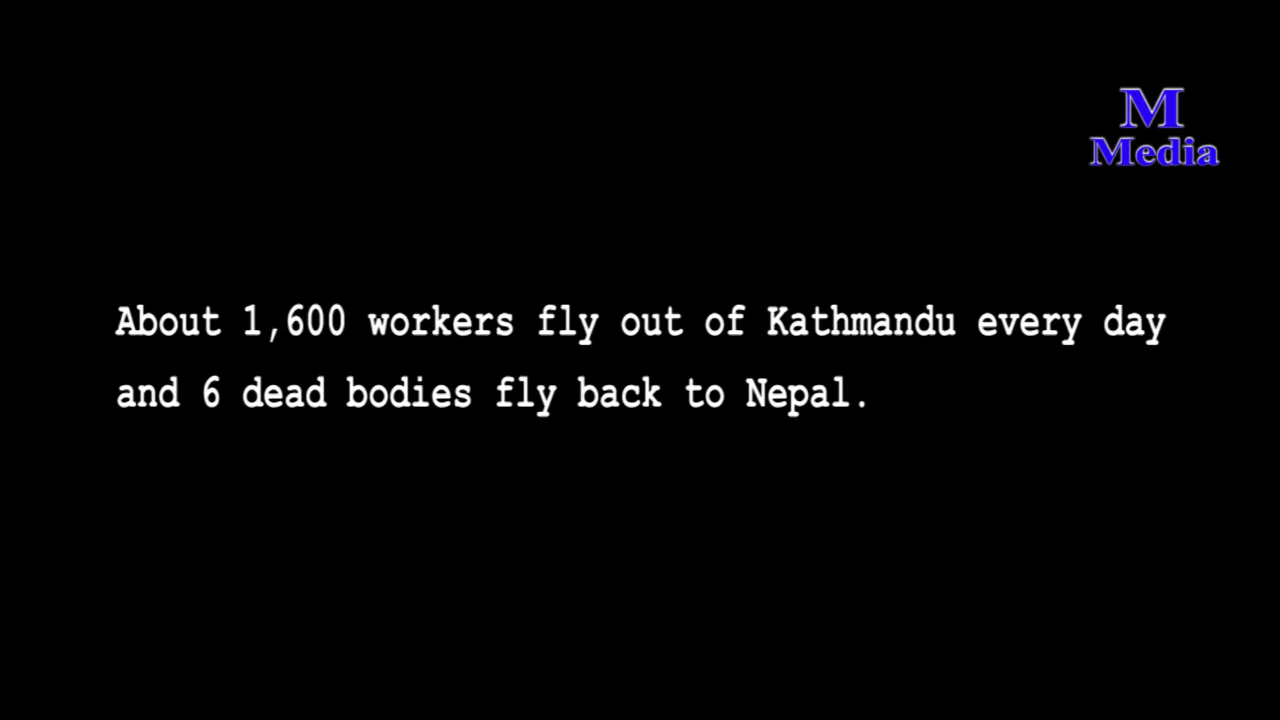 M
Media
About 1,600 workers fly out of Kathmandu every day
and 6 dead bodies fly back to Nepal.